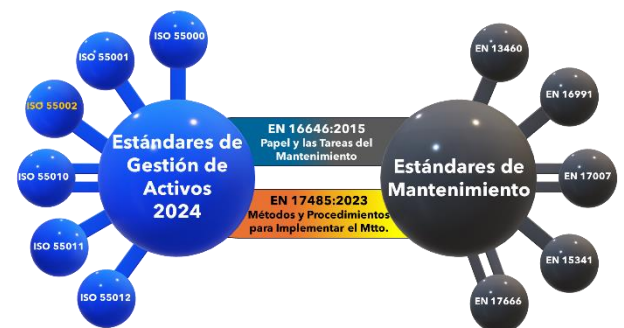 ISO 55000
ISO 55001
ISO 55002
ISO 55010
ISO 55011
ISO 55012
Estándares de
Gestión de
Activos
2024
EN 16646:2015
Papel y las Tareas del
Mantenimiento
EN 17485:2023
Métodos y Procedimientos
para Implementar el Mtto.
Estándares de
Mantenimiento
EN 13460
EN 16991
EN 17007
EN 15341
EN 17666